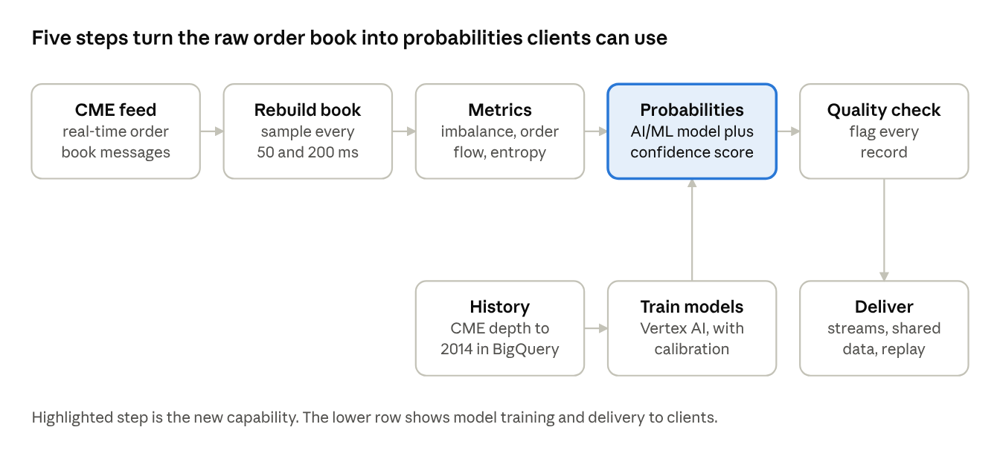 Five steps turn the raw order book into probabilities clients can use
CME feed
real-time order
book messages
Rebuild book
sample every
50 and 200 ms
Metrics
imbalance, order
flow, entropy
Probabilities
AI/ML model plus
confidence score
Quality check
flag every
record
History
CME depth to
2014 in BigQuery
Train models
Vertex AI, with
calibration
Deliver
streams, shared
data, replay
Highlighted step is the new capability. The lower row shows model training and delivery to clients.